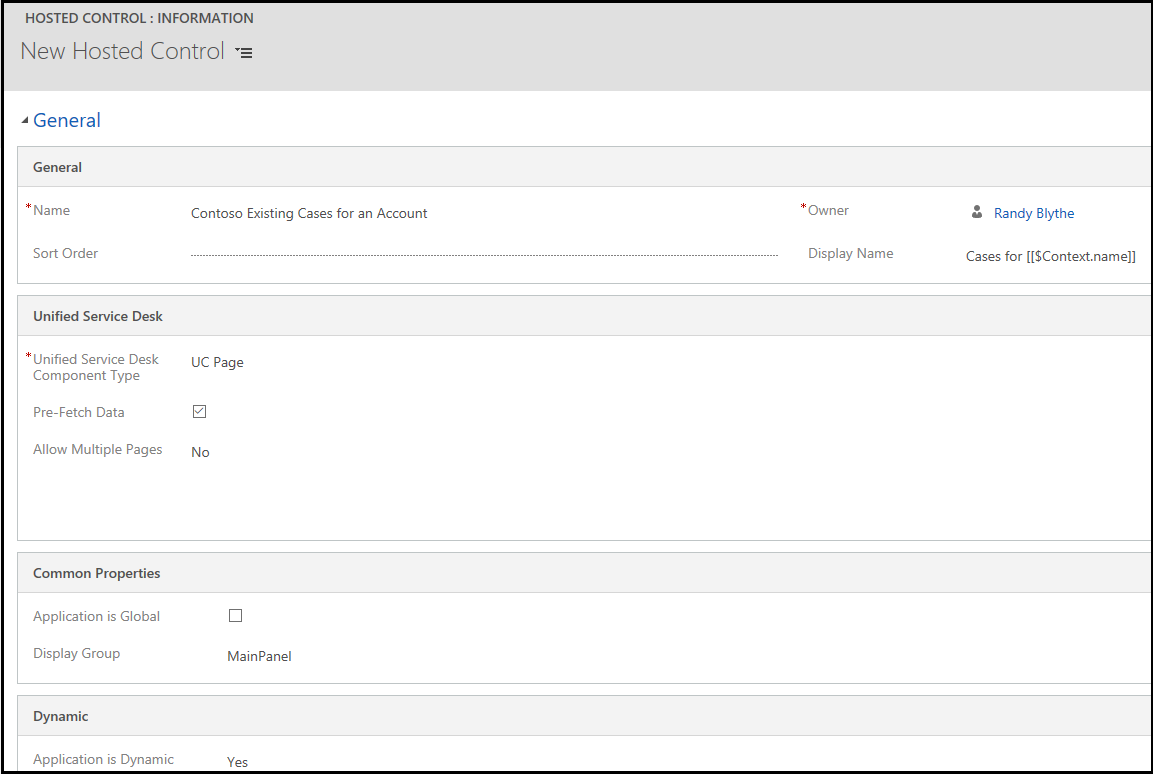 HOSTED CONTROL : INFORMATION
New Hosted Control
General
General
*Name Contoso Existing Cases for an Account *Owner Randy Blythe
Sort Order Display Name Cases for [[$Context.name]]
Unified Service Desk
*Unified Service Desk
Component Type UC Page
Pre-Fetch Data
Allow Multiple Pages No
Common Properties
Application is Global
Display Group MainPanel
Dynamic
Application is Dynamic Yes